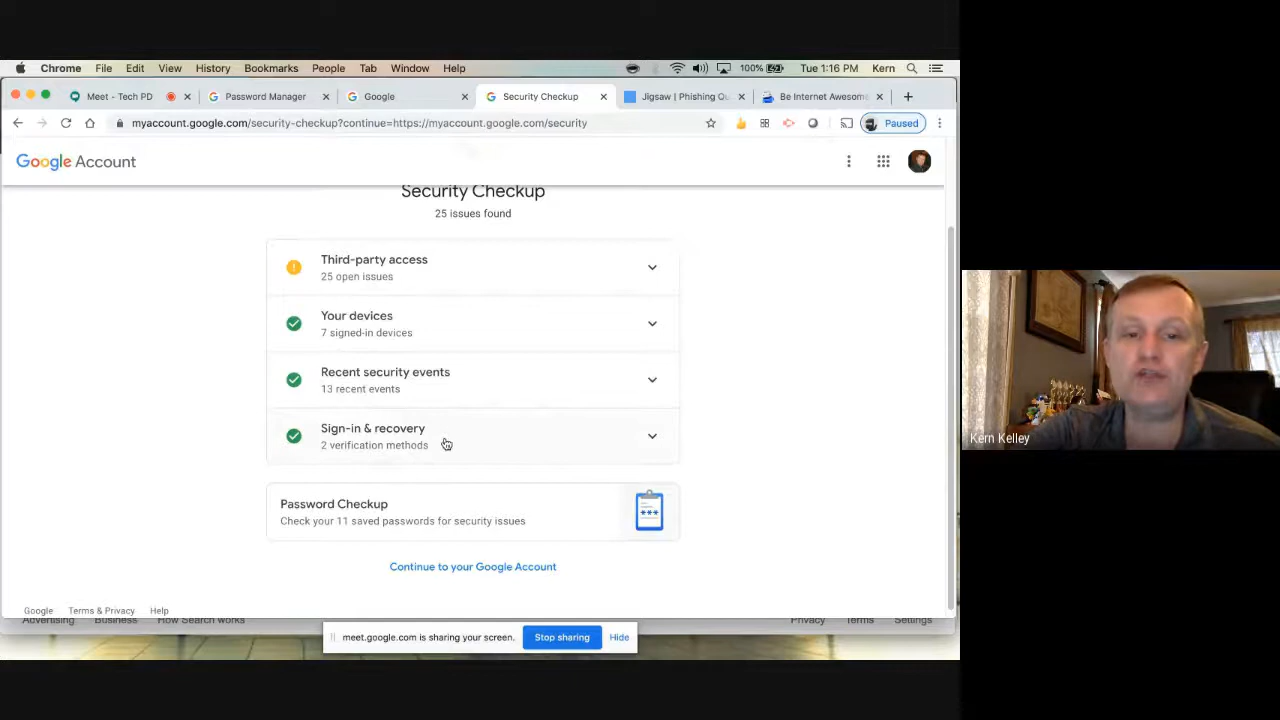 Chrome File Edit View History Bookmarks People Tab Window Help 100% Tue 1:16 PM Kern
Meet - Tech PD Password Manager Google Security Checkup Jigsaw | Phishing Qu Be Internet Awesom
myaccount.google.com/security-checkup?continue=https://myaccount.google.com/security Paused
Google Account
Security Checkup
25 issues found
Third-party access
25 open issues
Your devices
7 signed-in devices
Recent security events
13 recent events
Sign-in & recovery
2 verification methods
Password Checkup
Check your 11 saved passwords for security issues
***
Continue to your Google Account
Google Terms & Privacy Help
Advertising Business How Search works Privacy Terms Settings
meet.google.com is sharing your screen. Stop sharing Hide
Kern Kelley